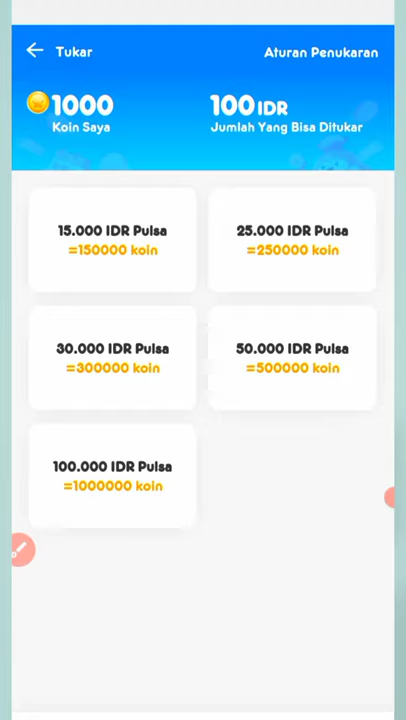 Tukar
Aturan Penukaran
1000
Koin Saya
100 IDR
Jumlah Yang Bisa Ditukar
15.000 IDR Pulsa
=150000 koin
25.000 IDR Pulsa
=250000 koin
30.000 IDR Pulsa
=300000 koin
50.000 IDR Pulsa
=500000 koin
100.000 IDR Pulsa
=1000000 koin